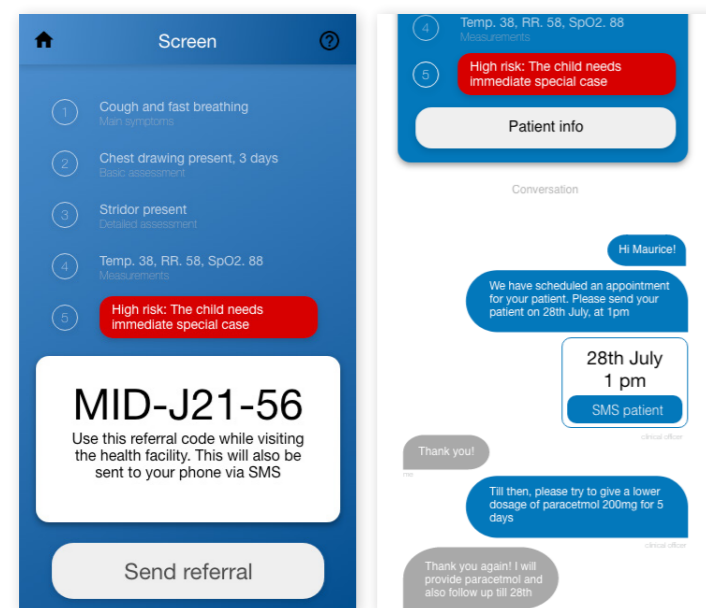 Screen
1
Cough and fast breathing
Main symptoms
2
Chest drawing present, 3 days
Basic assessment
3
Stridor present
Detailed assessment
4
Temp. 38, RR. 58, SpO2. 88
Measurements
5
High risk: The child needs
immediate special case
MID-J21-56
Use this referral code while visiting
the health facility. This will also be
sent to your phone via SMS
Send referral
4
Temp. 38, RR. 58, SpO2. 88
Measurements
5
High risk: The child needs
immediate special case
Patient info
Conversation
Hi Maurice!
We have scheduled an appointment
for your patient. Please send your
patient on 28th July, at 1pm
28th July
1 pm
SMS patient
clinical officer
Thank you!
me
Till then, please try to give a lower
dosage of paracetmol 200mg for 5
days
clinical officer
Thank you again! I will
provide paracetmol and
also follow up till 28th